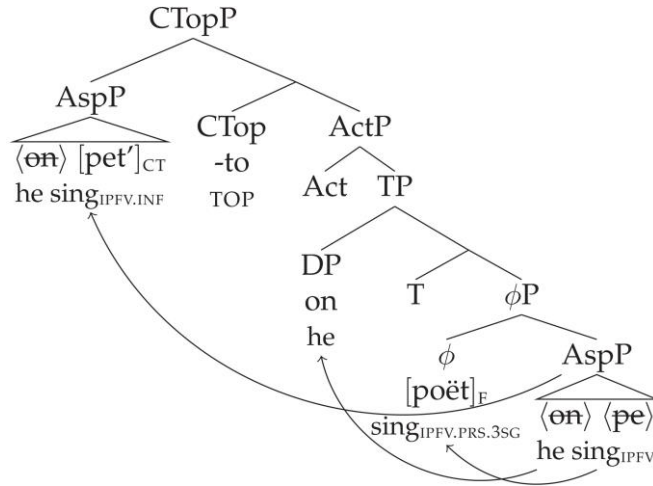 CTopP
AspP
CTop
ActP
⟨on⟩ [pet′]CT
-to
he singIPFV.INF
TOP
Act TP
DP
T
ϕP
on
he
ϕ
AspP
[poët]F
⟨on⟩ ⟨pe⟩
singIPFV.PRS.3SG
he singIPFV